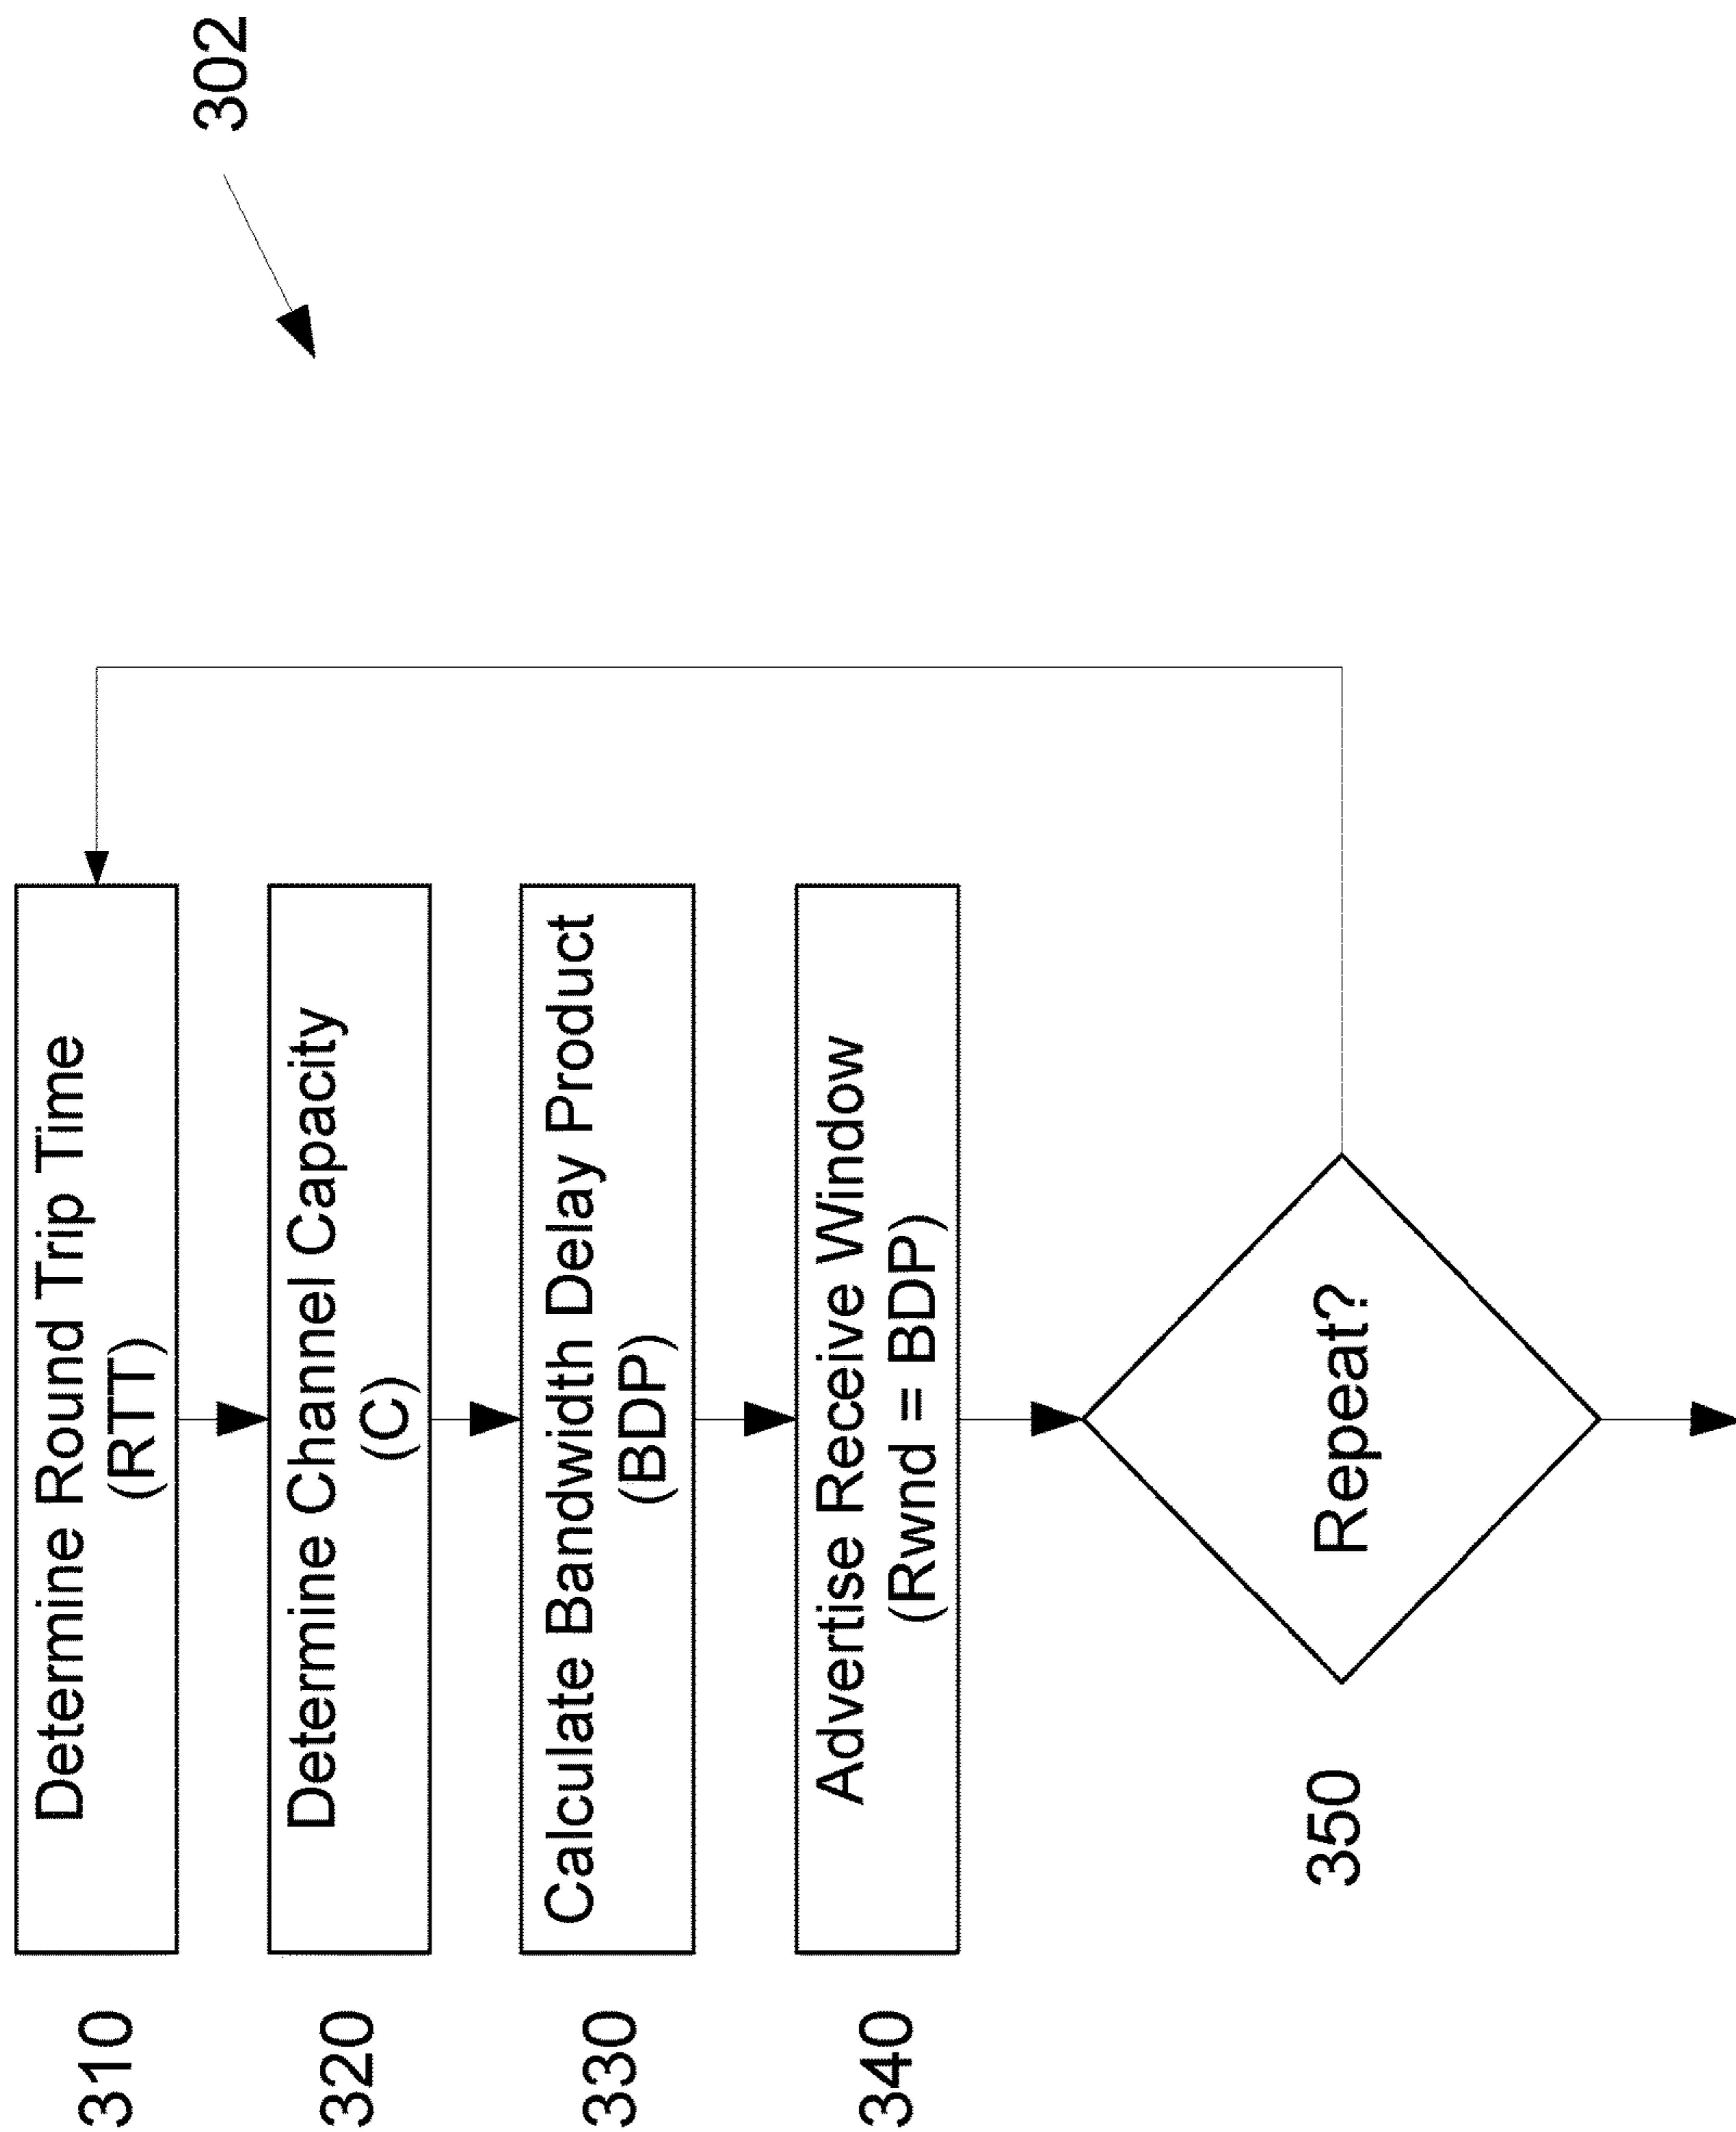 302
310
Determine Round Trip Time
(RTT)
320
Determine Channel Capacity
(C)
330
Calculate Bandwidth Delay Product
(BDP)
340
Advertise Receive Window
(Rwnd = BDP)
350
Repeat?